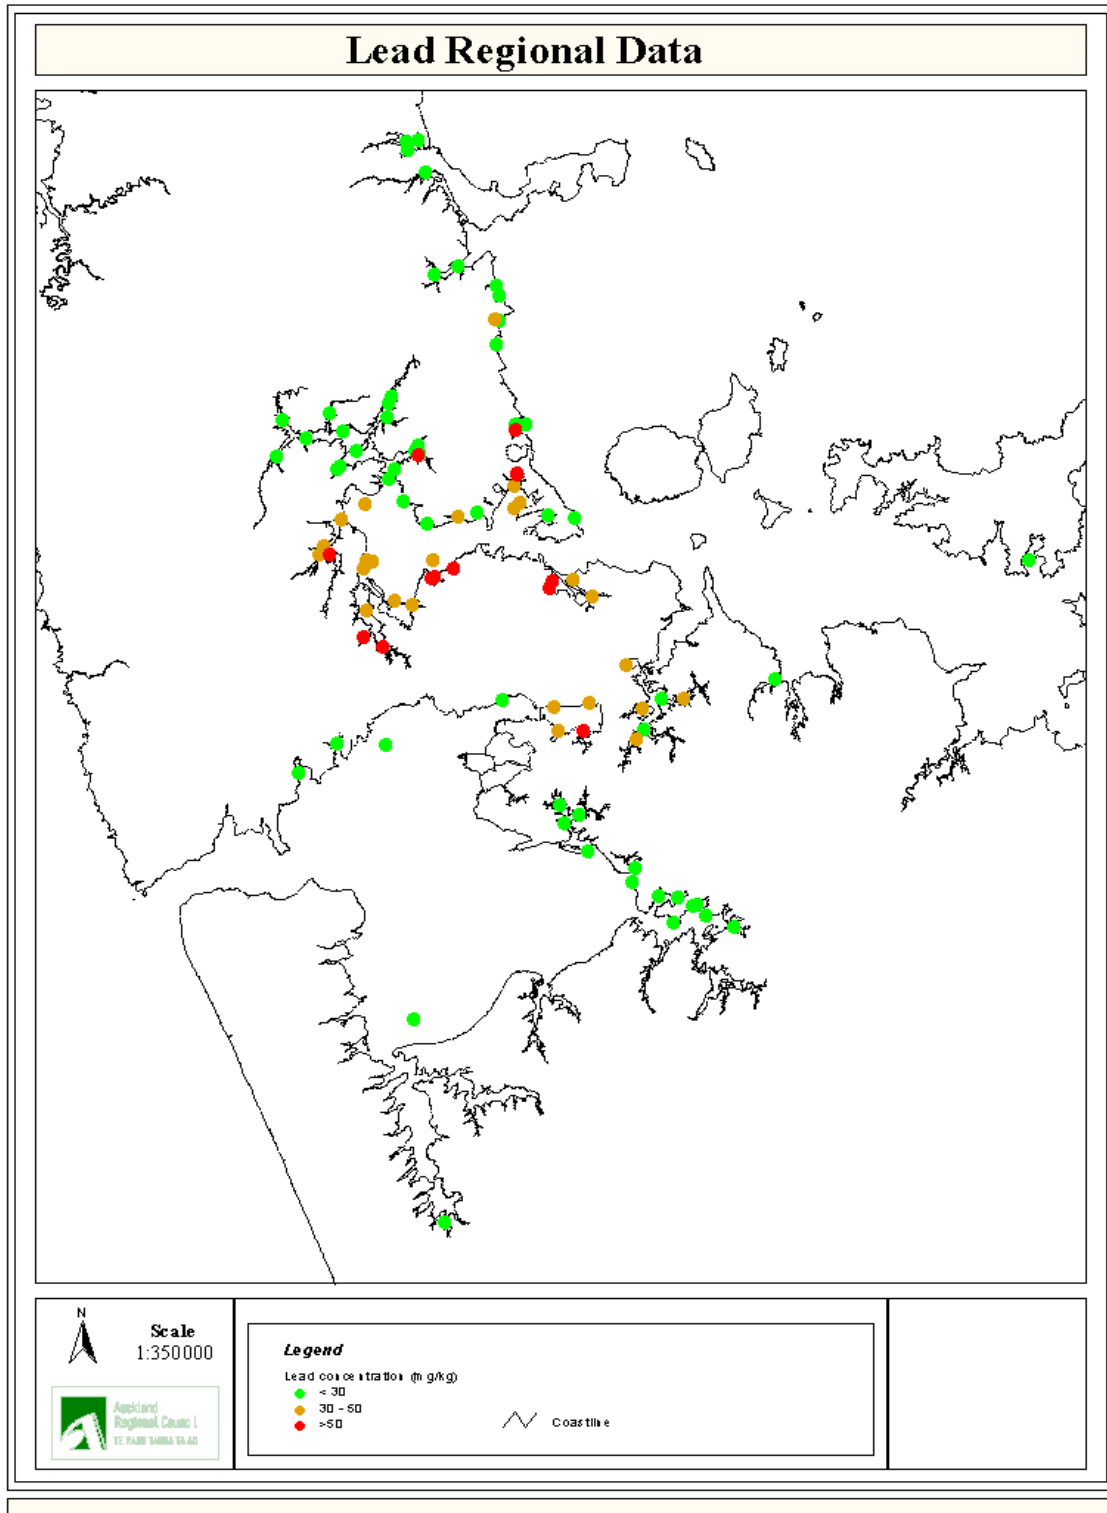 Lead Regional Data
N
Scale
1:350000
Auckland
Regional Council
Legend
Lead concentration (mg/kg)
< 30
30 - 50
>50
Coastline